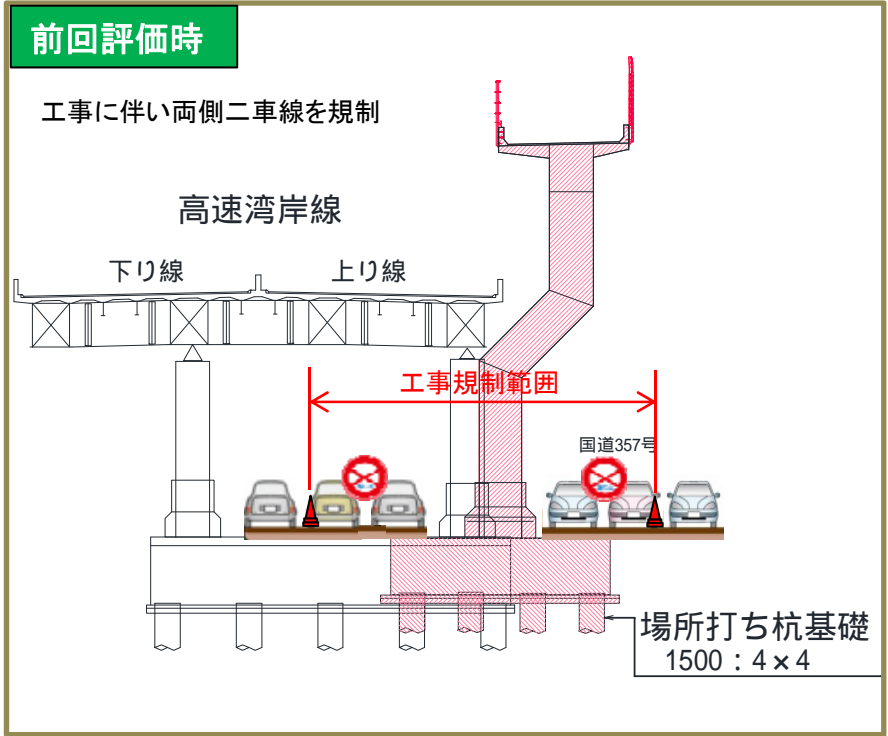 前回評価時
工事に伴い両側二車線を規制
高速湾岸線
下り線
上り線
工事規制範囲
国道357号
場所打ち杭基礎
1500：4×4